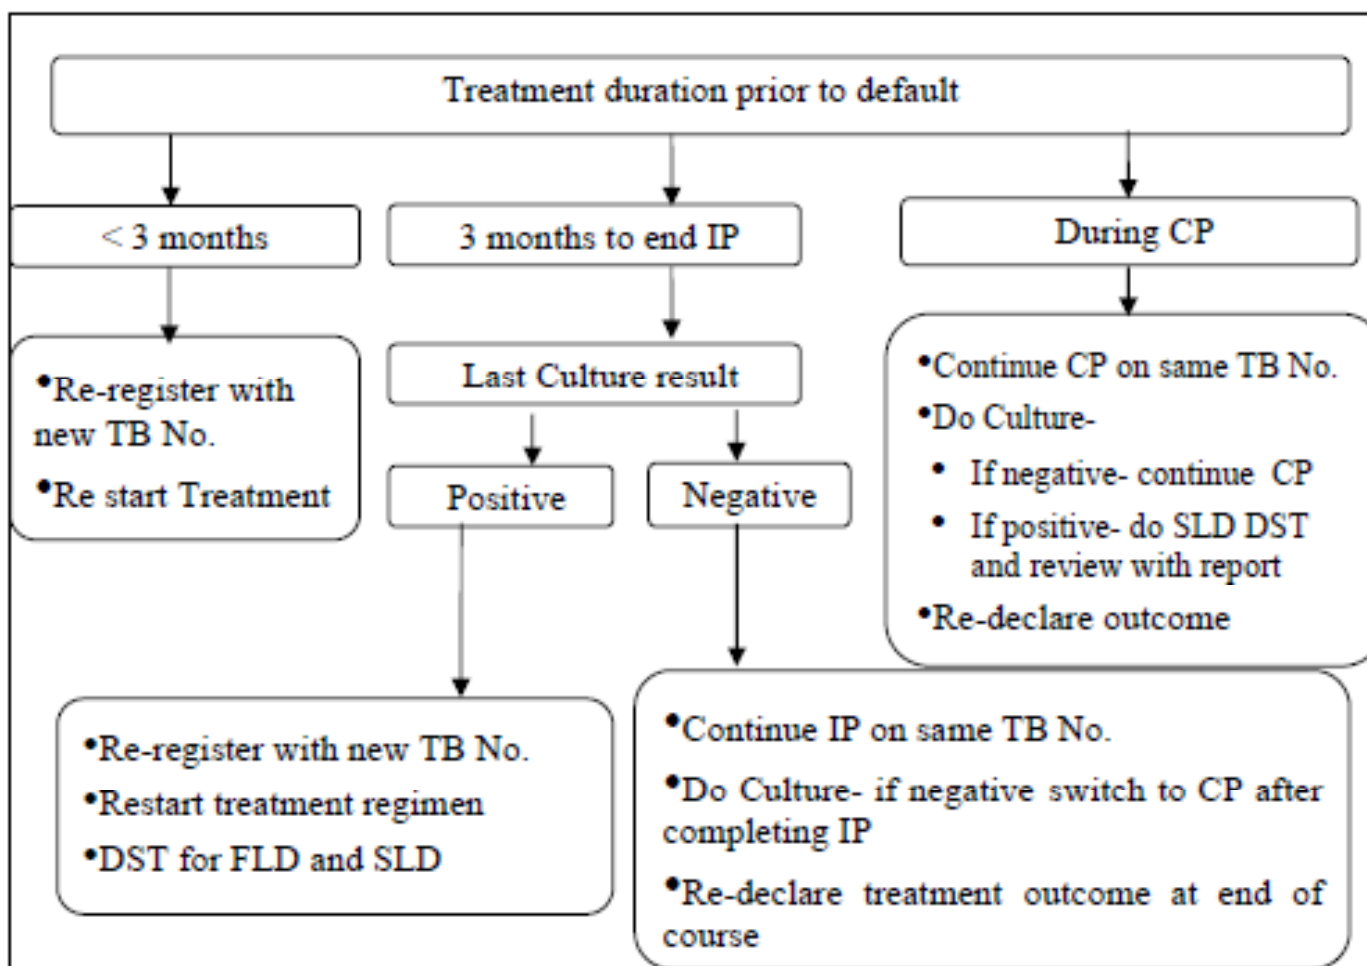 Treatment duration prior to default
< 3 months
3 months to end IP
During CP
•Re-register with
new TB No.
•Re start Treatment
Last Culture result
Positive
Negative
•Continue CP on same TB No.
•Do Culture-
• If negative- continue CP
• If positive- do SLD DST
and review with report
•Re-declare outcome
•Re-register with new TB No.
•Restart treatment regimen
•DST for FLD and SLD
•Continue IP on same TB No.
•Do Culture- if negative switch to CP after
completing IP
•Re-declare treatment outcome at end of
course